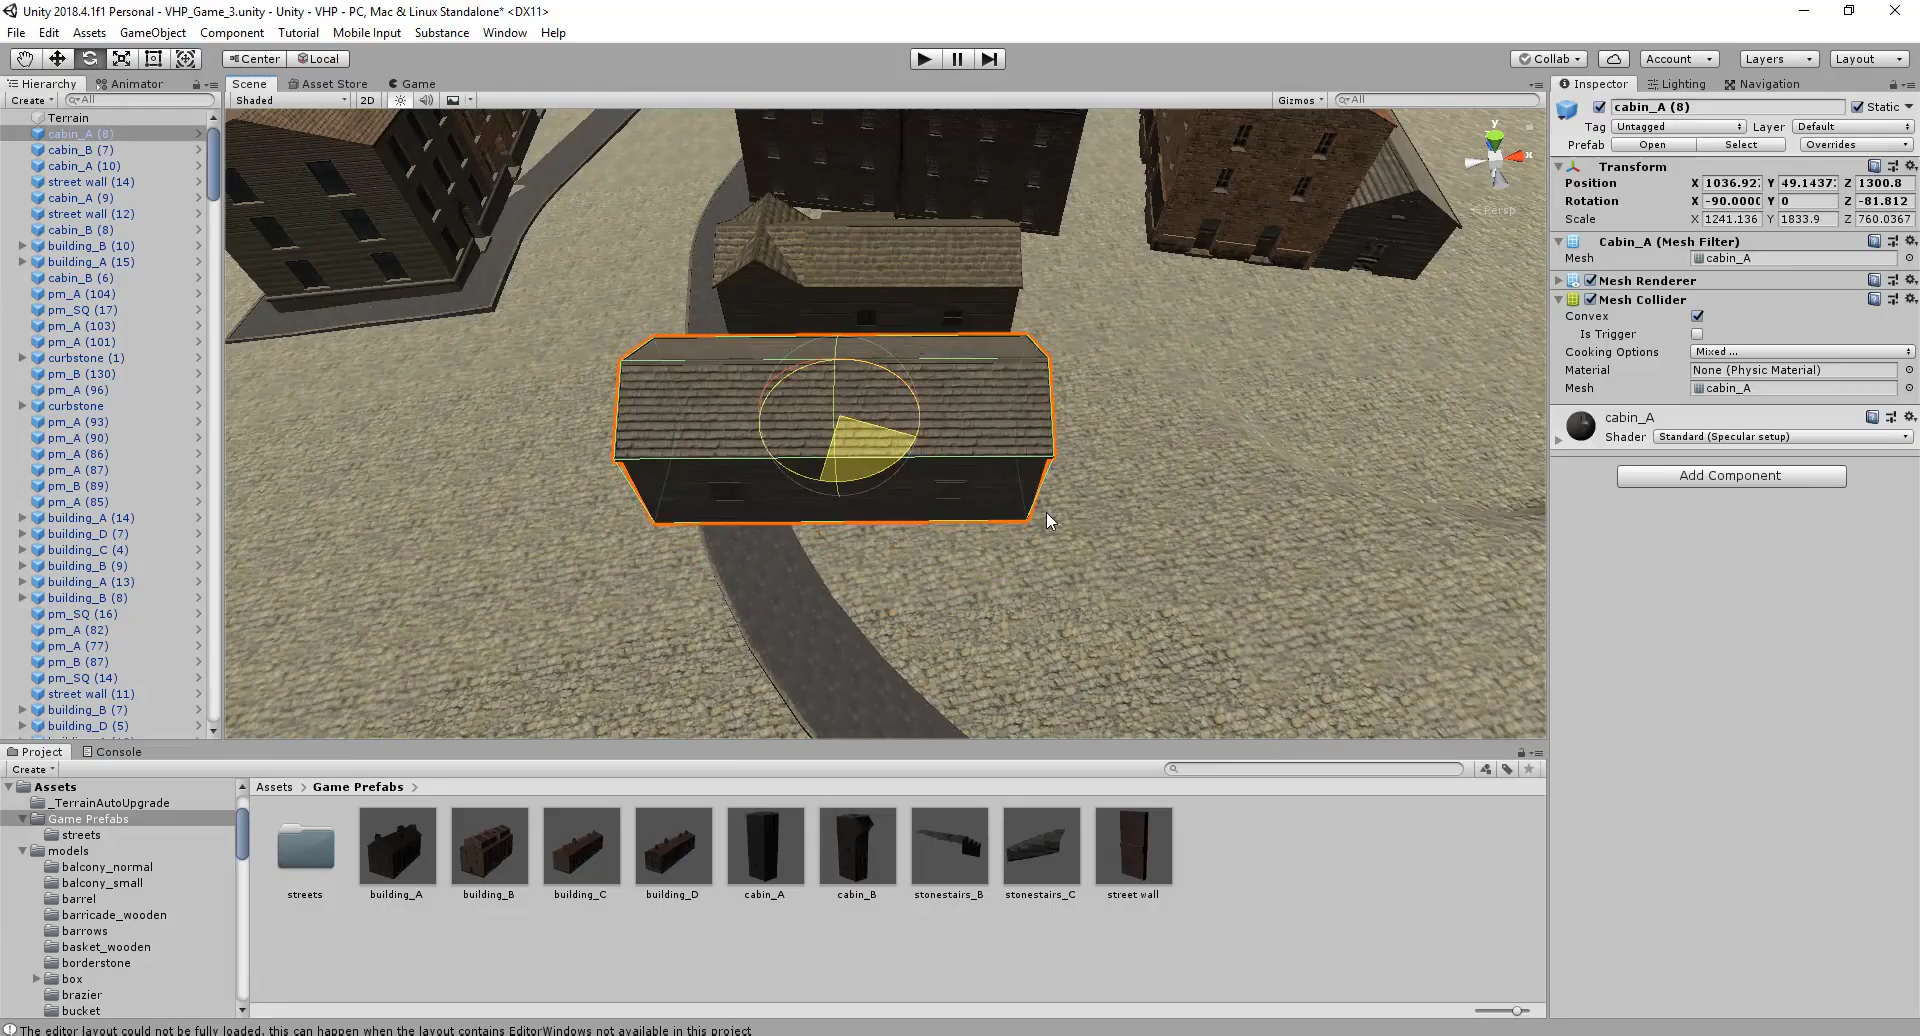 Unity 2018.4.1f1 Personal - VHP_Game_3.unity - Unity - VHP - PC, Mac & Linux Standalone* <DX11>
File Edit Assets GameObject Component Tutorial Mobile Input Substance Window Help
Center Local Collab Account Layers Layout
Hierarchy Animator
Create All
Terrain
cabin_A (8)
cabin_B (7)
cabin_A (10)
street wall (14)
cabin_A (9)
street wall (12)
cabin_B (8)
building_B (10)
building_A (15)
cabin_B (6)
pm_A (104)
pm_SQ (17)
pm_A (103)
pm_A (101)
curbstone (1)
pm_B (130)
pm_A (96)
curbstone
pm_A (93)
pm_A (90)
pm_A (86)
pm_A (87)
pm_B (89)
pm_A (85)
building_A (14)
building_D (7)
building_C (4)
building_B (9)
building_A (13)
building_B (8)
pm_SQ (16)
pm_A (82)
pm_A (77)
pm_B (87)
pm_SQ (14)
street wall (11)
building_B (7)
building_D (5)
Scene Asset Store Game
Shaded 2D Gizmos All
y
x
Persp
Inspector Lighting Navigation
cabin_A (8) Static
Tag Untagged Layer Default
Prefab Open Select Overrides
Transform
Position X 1036.92 Y 49.1437 Z 1300.8
Rotation X -90.0000 Y 0 Z -81.812
Scale X 1241.136 Y 1833.9 Z 760.0367
Cabin_A (Mesh Filter)
Mesh cabin_A
Mesh Renderer
Mesh Collider
Convex
Is Trigger
Cooking Options Mixed ...
Material None (Physic Material)
Mesh cabin_A
cabin_A
Shader Standard (Specular setup)
Add Component
Project Console
Create
Assets
_TerrainAutoUpgrade
Game Prefabs
streets
models
balcony_normal
balcony_small
barrel
barricade_wooden
barrows
basket_wooden
borderstone
box
brazier
bucket
Assets Game Prefabs
streets building_A building_B building_C building_D cabin_A cabin_B stonestairs_B stonestairs_C street wall
The editor layout could not be fully loaded, this can happen when the layout contains EditorWindows not available in this project